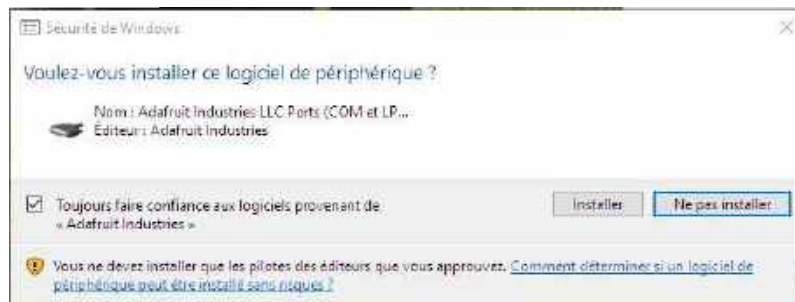 Sécurité de Windows
Voulez-vous installer ce logiciel de périphérique ?
Nom : Adafruit Industries LLC Ports (COM et LP...
Éditeur : Adafruit Industries
Toujours faire confiance aux logiciels provenant de
« Adafruit Industries »
Installer
Ne pas installer
Vous ne devez installer que les pilotes des éditeurs que vous approuvez. Comment déterminer si un logiciel de
périphérique peut être installé sans risques ?